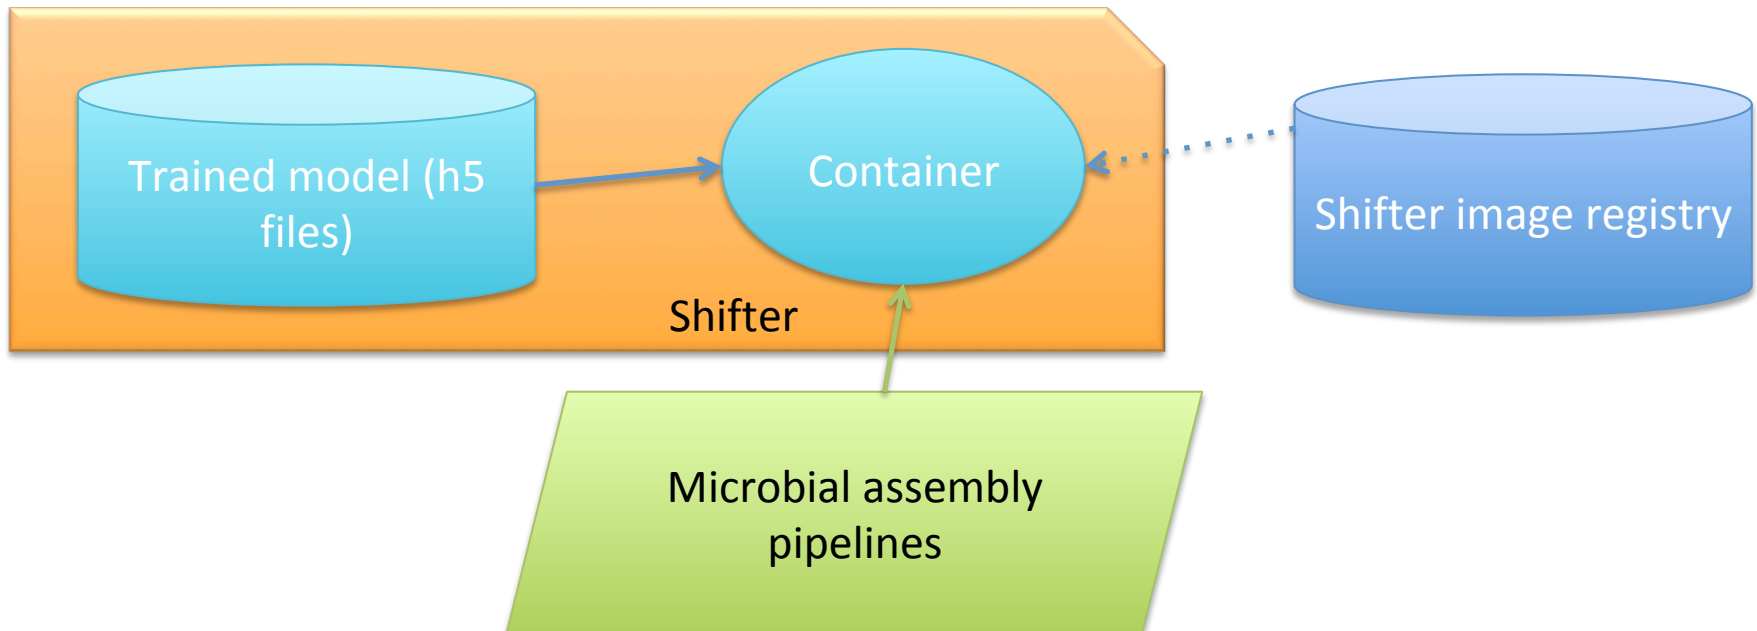 Trained model (h5
files)
Container
Shifter image registry
Shifter
Microbial assembly
pipelines